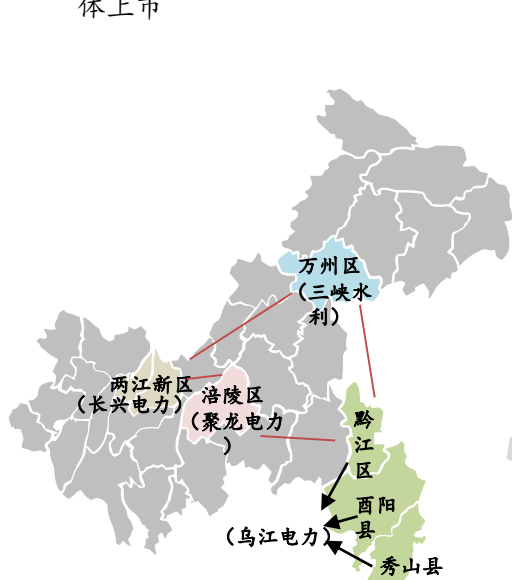 体上市
万州区
（三峡水
利）
两江新区
（长兴电力）
涪陵区
（聚龙电力
）
黔
江
区
酉阳
县
（乌江电力）
秀山县